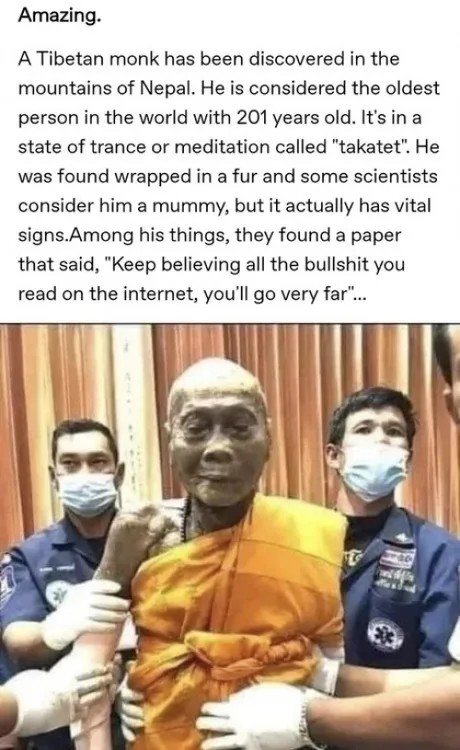 Amazing.
A Tibetan monk has been discovered in the
mountains of Nepal. He is considered the oldest
person in the world with 201 years old. It's in a
state of trance or meditation called "takatet". He
was found wrapped in a fur and some scientists
consider him a mummy, but it actually has vital
signs.Among his things, they found a paper
that said, "Keep believing all the bullshit you
read on the internet, you'll go very far"...